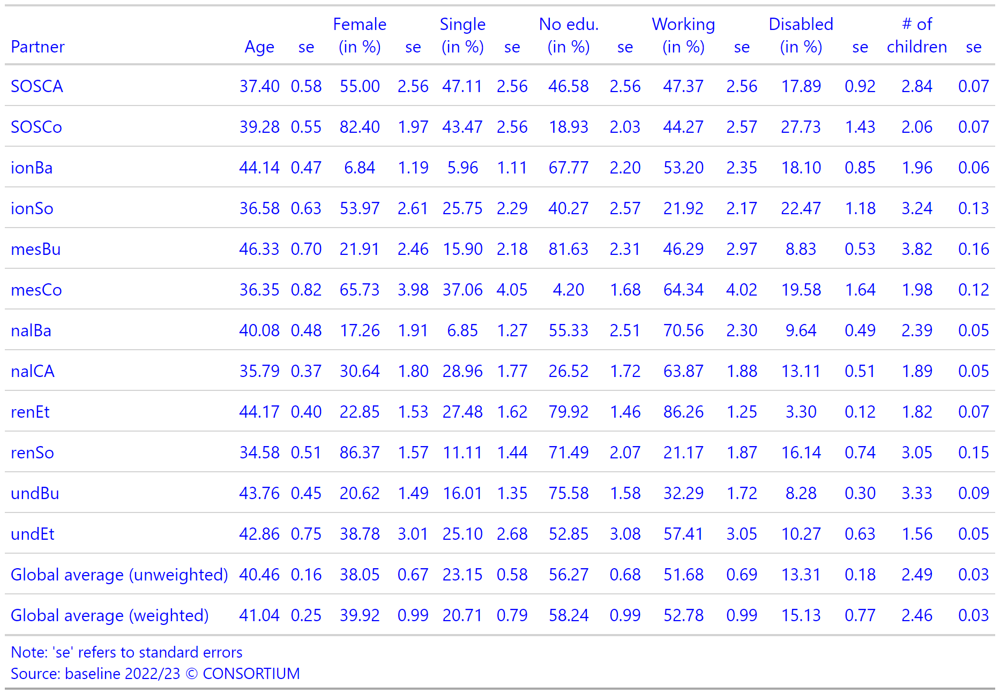 Female Single No edu. Working Disabled # of
Partner Age se (in %) se (in %) se (in %) se (in %) se (in %) se children se
SOSCA 37.40 0.58 55.00 2.56 47.11 2.56 46.58 2.56 47.37 2.56 17.89 0.92 2.84 0.07
SOSCo 39.28 0.55 82.40 1.97 43.47 2.56 18.93 2.03 44.27 2.57 27.73 1.43 2.06 0.07
ionBa 44.14 0.47 6.84 1.19 5.96 1.11 67.77 2.20 53.20 2.35 18.10 0.85 1.96 0.06
ionSo 36.58 0.63 53.97 2.61 25.75 2.29 40.27 2.57 21.92 2.17 22.47 1.18 3.24 0.13
mesBu 46.33 0.70 21.91 2.46 15.90 2.18 81.63 2.31 46.29 2.97 8.83 0.53 3.82 0.16
mesCo 36.35 0.82 65.73 3.98 37.06 4.05 4.20 1.68 64.34 4.02 19.58 1.64 1.98 0.12
nalBa 40.08 0.48 17.26 1.91 6.85 1.27 55.33 2.51 70.56 2.30 9.64 0.49 2.39 0.05
nalCA 35.79 0.37 30.64 1.80 28.96 1.77 26.52 1.72 63.87 1.88 13.11 0.51 1.89 0.05
renEt 44.17 0.40 22.85 1.53 27.48 1.62 79.92 1.46 86.26 1.25 3.30 0.12 1.82 0.07
renSo 34.58 0.51 86.37 1.57 11.11 1.44 71.49 2.07 21.17 1.87 16.14 0.74 3.05 0.15
undBu 43.76 0.45 20.62 1.49 16.01 1.35 75.58 1.58 32.29 1.72 8.28 0.30 3.33 0.09
undEt 42.86 0.75 38.78 3.01 25.10 2.68 52.85 3.08 57.41 3.05 10.27 0.63 1.56 0.05
Global average (unweighted) 40.46 0.16 38.05 0.67 23.15 0.58 56.27 0.68 51.68 0.69 13.31 0.18 2.49 0.03
Global average (weighted) 41.04 0.25 39.92 0.99 20.71 0.79 58.24 0.99 52.78 0.99 15.13 0.77 2.46 0.03
Note: 'se' refers to standard errors
Source: baseline 2022/23 © CONSORTIUM